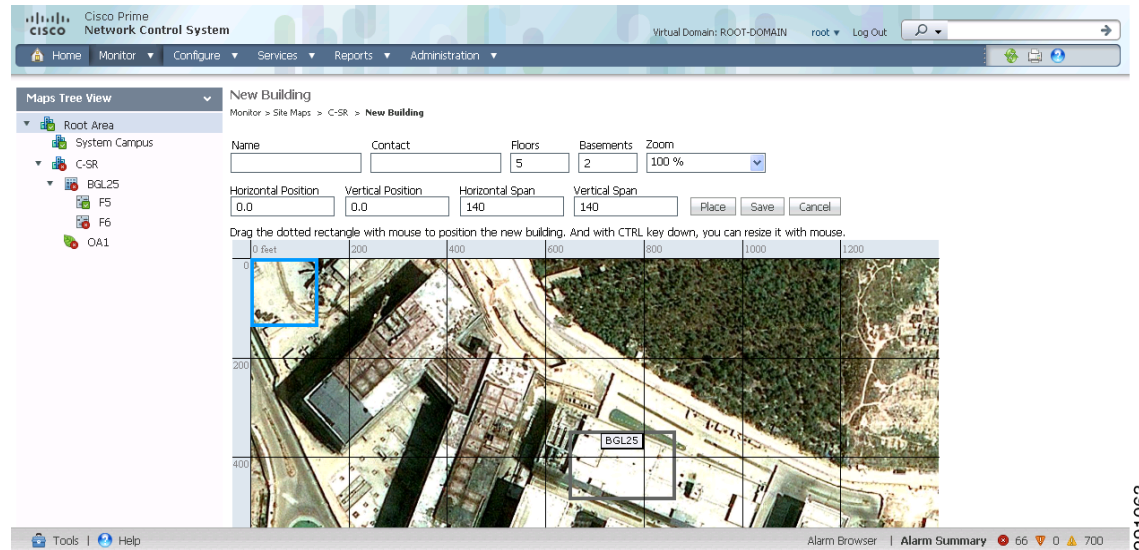 Cisco Prime
CISCO Network Control System
Virtual Domain: ROOT-DOMAIN root ▼ Log Out
Home Monitor ▼ Configure ▼ Services ▼ Reports ▼ Administration ▼
Maps Tree View
Root Area
System Campus
C-SR
BGL25
F5
F6
OA1
New Building
Monitor > Site Maps > C-SR > New Building
Name Contact Floors Basements Zoom
5 2 100 %
Horizontal Position Vertical Position Horizontal Span Vertical Span
0.0 0.0 140 140 Place Save Cancel
Drag the dotted rectangle with mouse to position the new building. And with CTRL key down, you can resize it with mouse.
0 feet 200 400 600 800 1000 1200
0
200
BGL25
400
Tools | Help
Alarm Browser | Alarm Summary 66 0 700